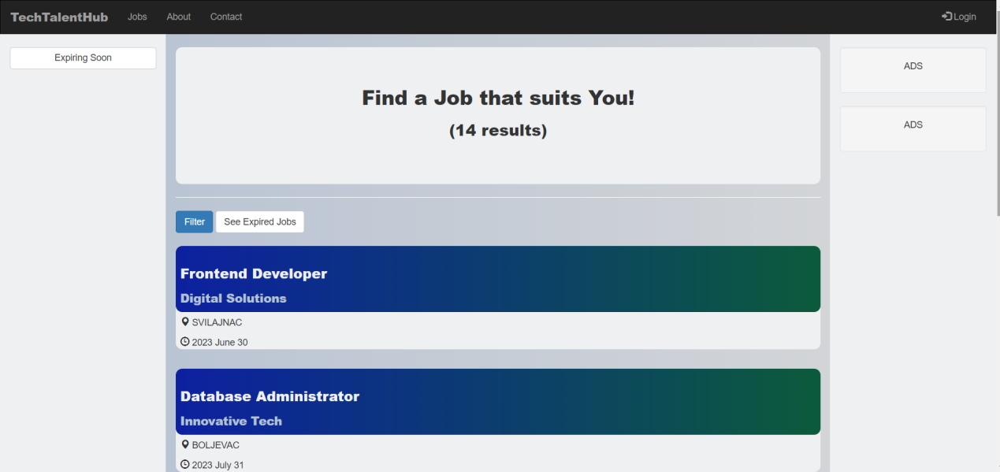 TechTalentHub Jobs About Contact Login
Expiring Soon
Find a Job that suits You!
(14 results)
ADS
ADS
Filter See Expired Jobs
Frontend Developer
Digital Solutions
SVILAJNAC
2023 June 30
Database Administrator
Innovative Tech
BOLJEVAC
2023 July 31